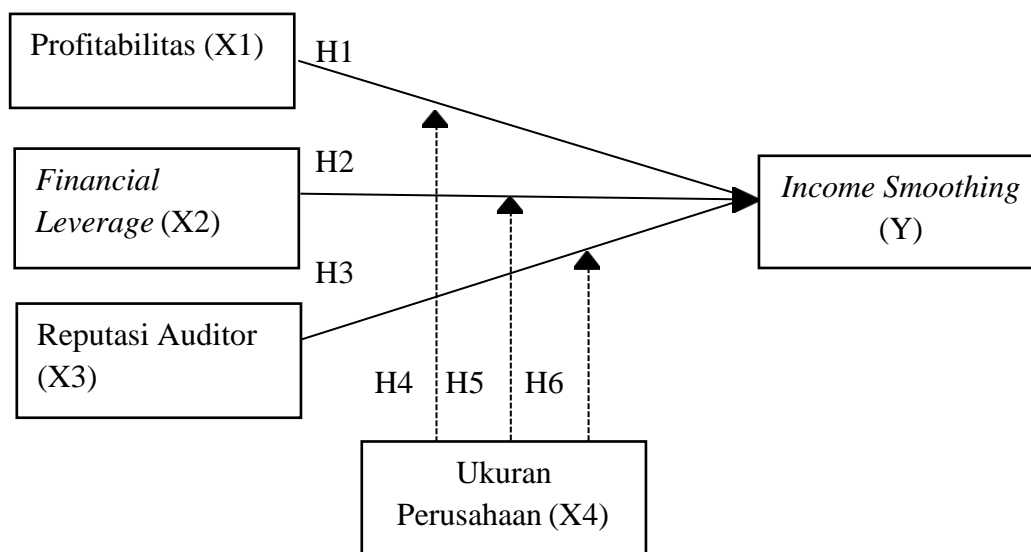 Profitabilitas (X1)
H1
Financial
Leverage (X2)
H2
Income Smoothing
(Y)
H3
Reputasi Auditor
(X3)
H4
H5
H6
Ukuran
Perusahaan (X4)